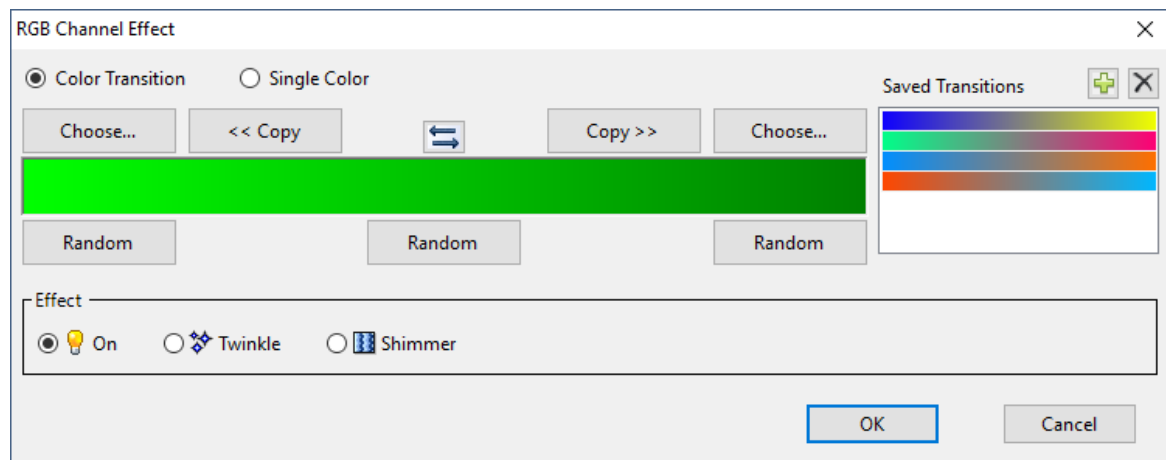 RGB Channel Effect
Color Transition Single Color
Saved Transitions
Choose... << Copy Copy >> Choose...
Random Random Random
Effect
On Twinkle Shimmer
OK Cancel